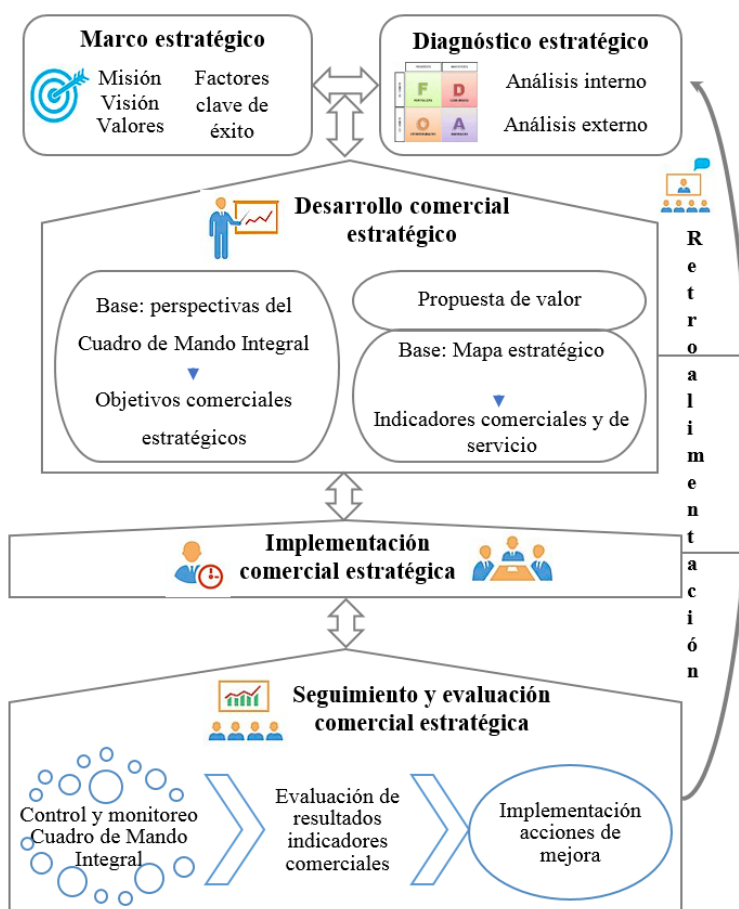 Marco estratégico
Misión
Visión
Valores
Factores
clave de
éxito
Diagnóstico estratégico
F
D
O
A
Análisis interno
Análisis externo
Desarrollo comercial
estratégico
Base: perspectivas del
Cuadro de Mando Integral
Objetivos comerciales
estratégicos
Propuesta de valor
Base: Mapa estratégico
Indicadores comerciales y de
servicio
Retroalimentación
Implementación
comercial estratégica
Seguimiento y evaluación
comercial estratégica
Control y monitoreo
Cuadro de Mando
Integral
Evaluación de
resultados
indicadores
comerciales
Implementación
acciones de
mejora